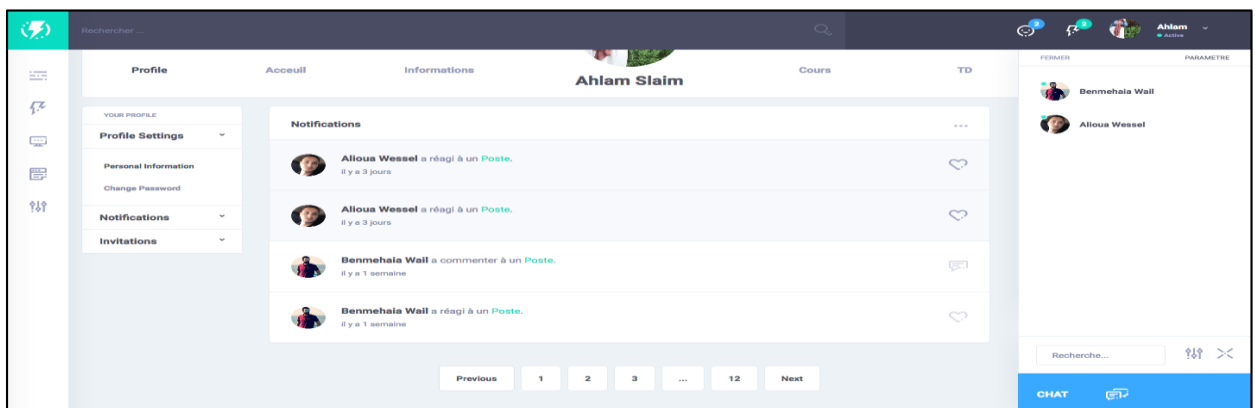 Rechercher ...
2
2
Ahlam
Active
Profile
Acceuil
Informations
Ahlam Slaim
Cours
TD
FERMER
PARAMETRE
Benmehaia Wail
Alioua Wessel
YOUR PROFILE
Profile Settings
Personal Information
Change Password
Notifications
Invitations
Notifications
Alioua Wessel a réagi à un Poste.
il y a 3 jours
Alioua Wessel a réagi à un Poste.
il y a 3 jours
Benmehaia Wail a commenter à un Poste.
il y a 1 semaine
Benmehaia Wail a réagi à un Poste.
il y a 1 semaine
Previous 1 2 3 ... 12 Next
Recherche...
CHAT